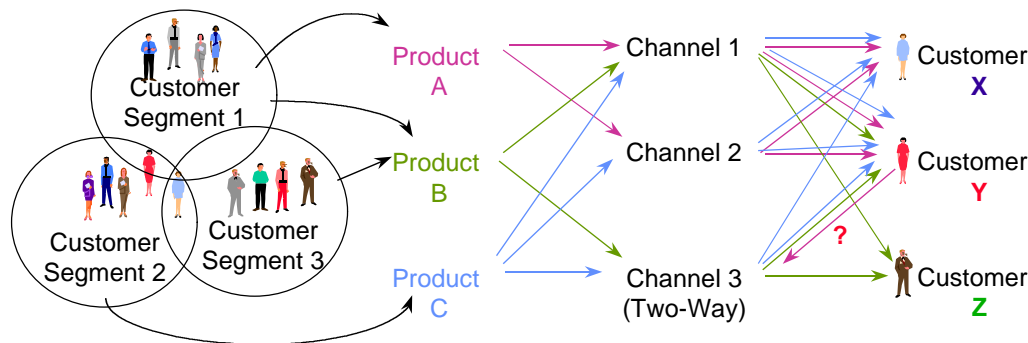 Customer
Segment 1
Customer
Segment 2
Customer
Segment 3
Product
A
Product
B
Product
C
Channel 1
Channel 2
Channel 3
(Two-Way)
?
Customer
X
Customer
Y
Customer
Z